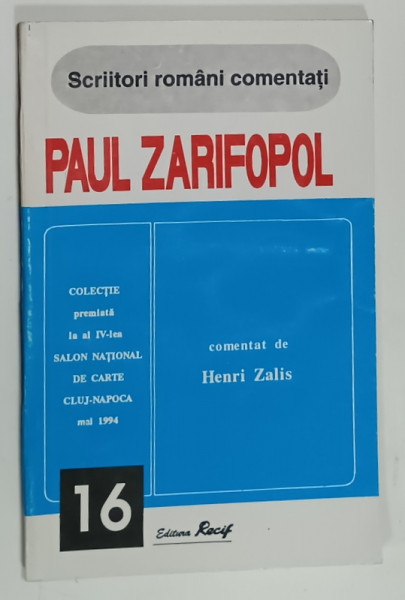 Scriitori români comentați
PAUL ZARIFOPOL
COLECȚIE
premiată
la al IV-lea
SALON NAȚIONAL
DE CARTE
CLUJ-NAPOCA
mai 1994
comentat de
Henri Zalis
16
Editura Recif